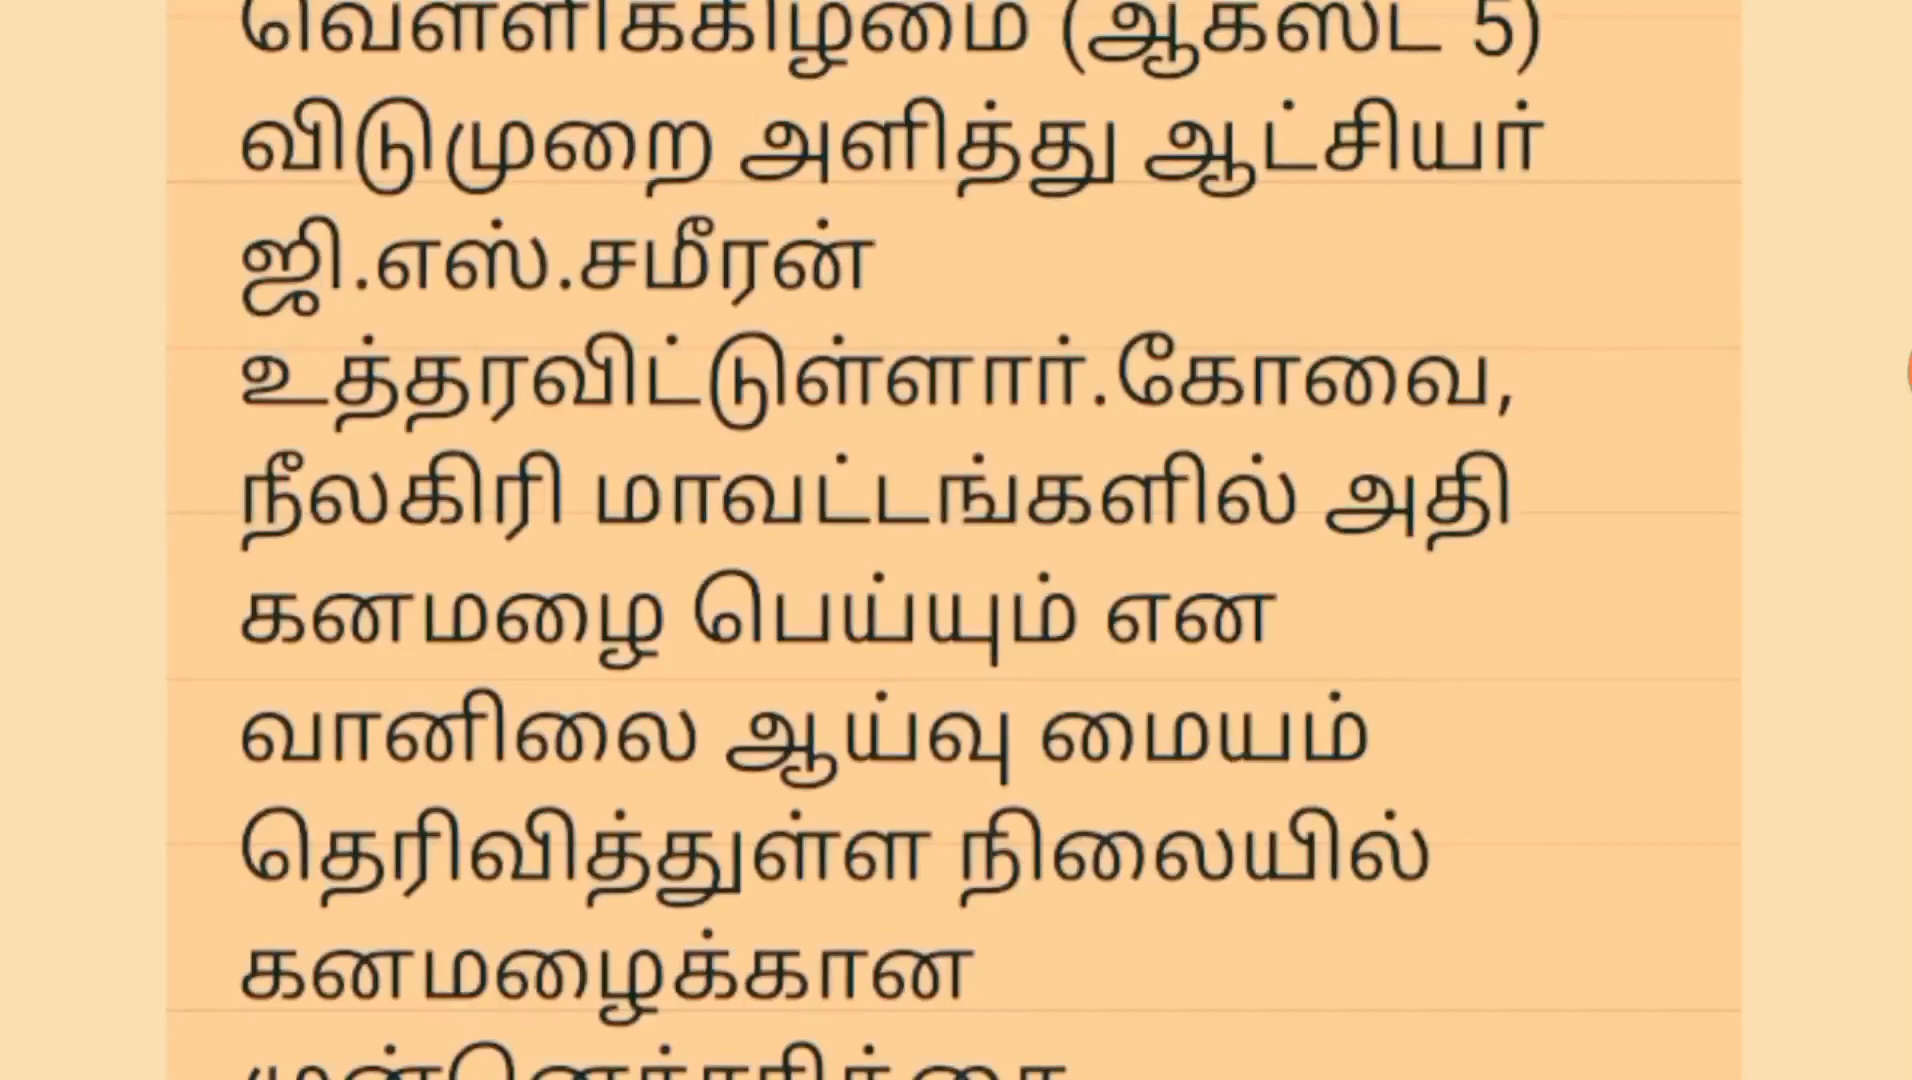 வெள்ளிக்கிழமை (ஆகஸ்ட் 5)
விடுமுறை அளித்து ஆட்சியர்
ஜி.எஸ்.சமீரன்
உத்தரவிட்டுள்ளார்.கோவை,
நீலகிரி மாவட்டங்களில் அதி
கனமழை பெய்யும் என
வானிலை ஆய்வு மையம்
தெரிவித்துள்ள நிலையில்
கனமழைக்கான
முன்னெச்சரிக்கை